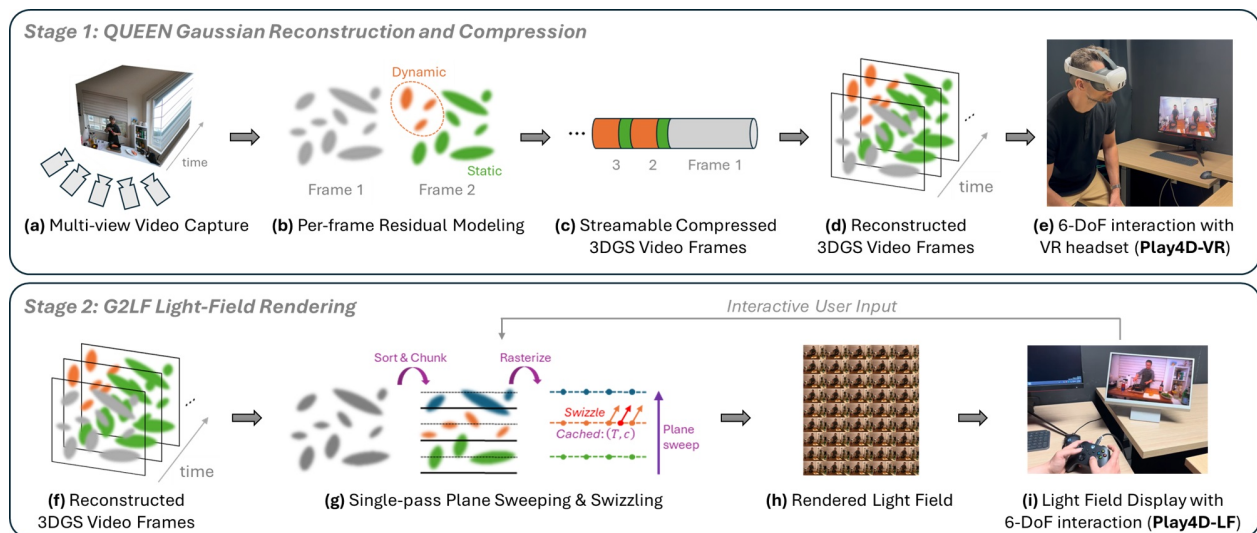 Stage 1: QUEEN Gaussian Reconstruction and Compression
time
(a) Multi-view Video Capture
Dynamic
Static
Frame 1
Frame 2
(b) Per-frame Residual Modeling
...
3
2
Frame 1
(c) Streamable Compressed
3DGS Video Frames
...
time
(d) Reconstructed
3DGS Video Frames
(e) 6-DoF interaction with
VR headset (Play4D-VR)
Stage 2: G2LF Light-Field Rendering
Interactive User Input
...
time
(f) Reconstructed
3DGS Video Frames
Sort & Chunk
Rasterize
Swizzle
Cached: (T, c)
Plane
sweep
(g) Single-pass Plane Sweeping & Swizzling
(h) Rendered Light Field
(i) Light Field Display with
6-DoF interaction (Play4D-LF)